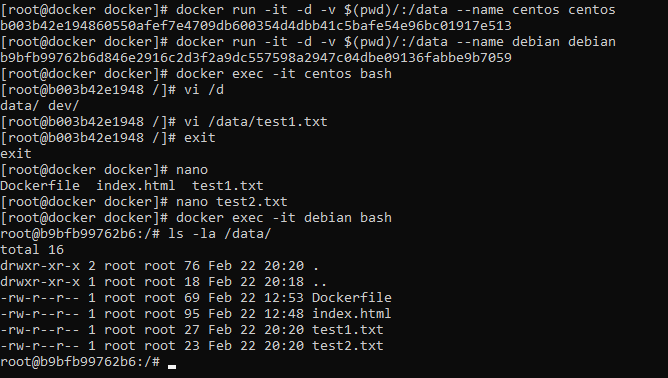 [root@docker docker]# docker run -it -d -v $(pwd)/:/data --name centos centos
b003b42e194860550afef7e4709db600354d4dbb41c5bafe54e96bc01917e513
[root@docker docker]# docker run -it -d -v $(pwd)/:/data --name debian debian
b9bfb99762b6d846e2916c2d3f2a9dc557598a2947c04dbe09136fabbe9b7059
[root@docker docker]# docker exec -it centos bash
[root@b003b42e1948 /]# vi /d
data/ dev/
[root@b003b42e1948 /]# vi /data/test1.txt
[root@b003b42e1948 /]# exit
exit
[root@docker docker]# nano
Dockerfile  index.html  test1.txt
[root@docker docker]# nano test2.txt
[root@docker docker]# docker exec -it debian bash
root@b9bfb99762b6:/# ls -la /data/
total 16
drwxr-xr-x 2 root root 76 Feb 22 20:20 .
drwxr-xr-x 1 root root 18 Feb 22 20:18 ..
-rw-r--r-- 1 root root 69 Feb 22 12:53 Dockerfile
-rw-r--r-- 1 root root 95 Feb 22 12:48 index.html
-rw-r--r-- 1 root root 27 Feb 22 20:20 test1.txt
-rw-r--r-- 1 root root 23 Feb 22 20:20 test2.txt
root@b9bfb99762b6:/#